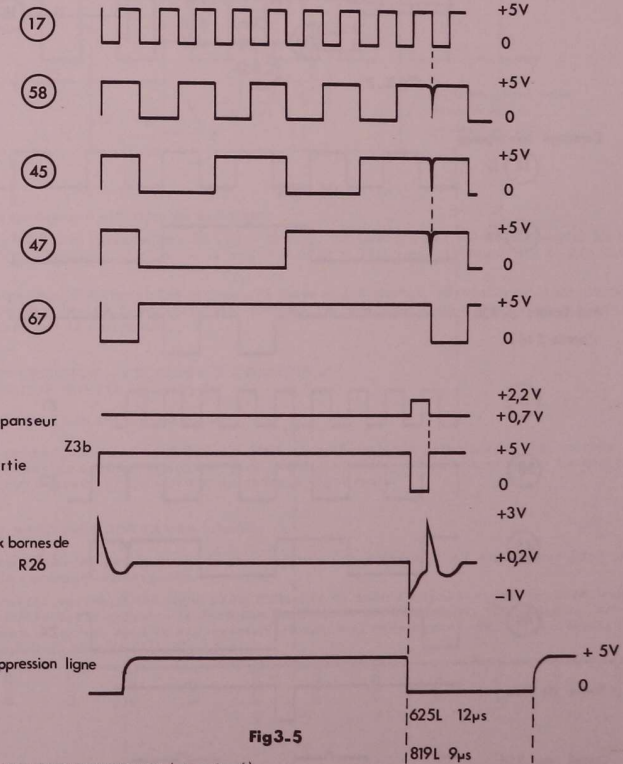 17 +5V
0
58 +5V
0
45 +5V
0
47 +5V
0
67 +5V
0
+2,2V
panseur +0,7V
Z3b +5V
rtie
0
+3V
x bornes de
R26 +0,2V
-1V
ppression ligne + 5V
0
625L 12µs
Fig3-5
819L 9µs